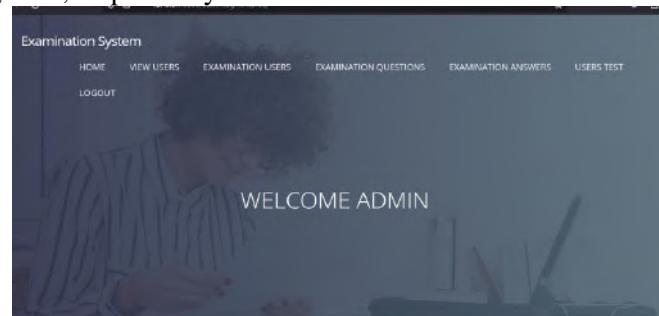 Examination System
HOME VIEW USERS EXAMINATION USERS EXAMINATION QUESTIONS EXAMINATION ANSWERS USERS TEST
LOGOUT
WELCOME ADMIN